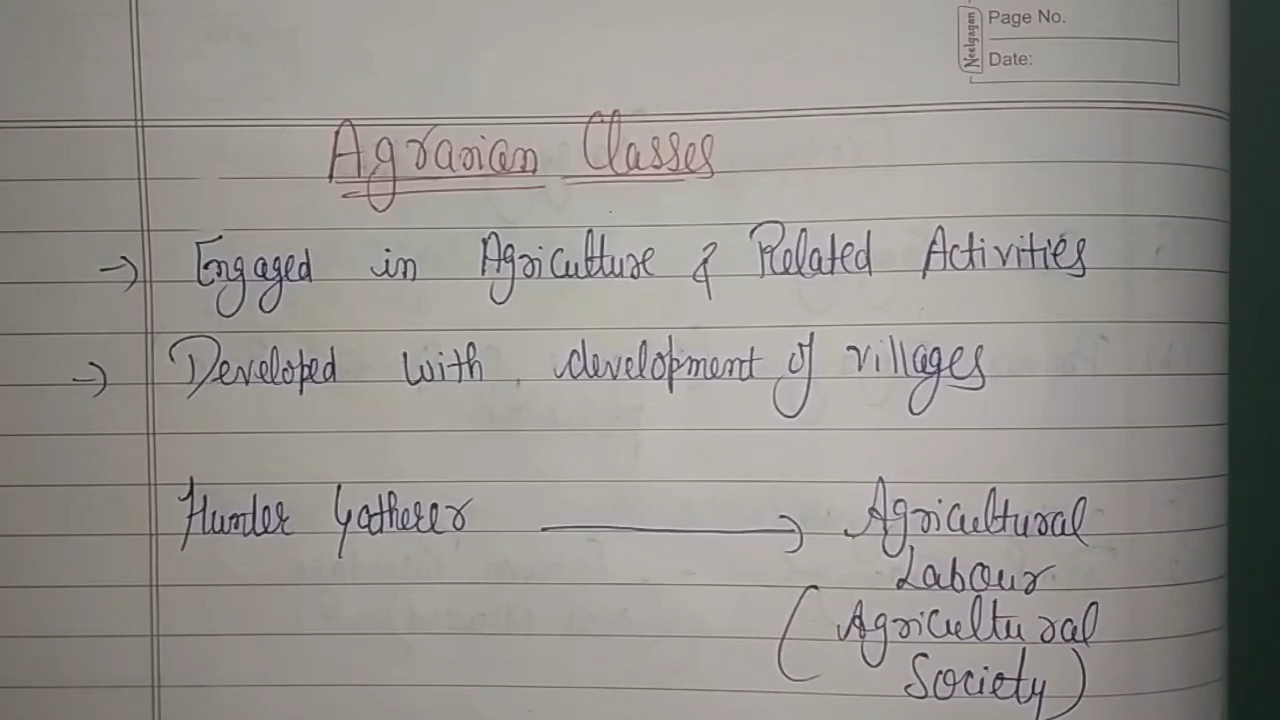 Neelgagan
Page No.
Date:
Agrarian Classes
→ Engaged in Agriculture & Related Activities
→ Developed with development of villages
Hunter Gatherer → Agricultural
Labour
(Agricultural
Society)